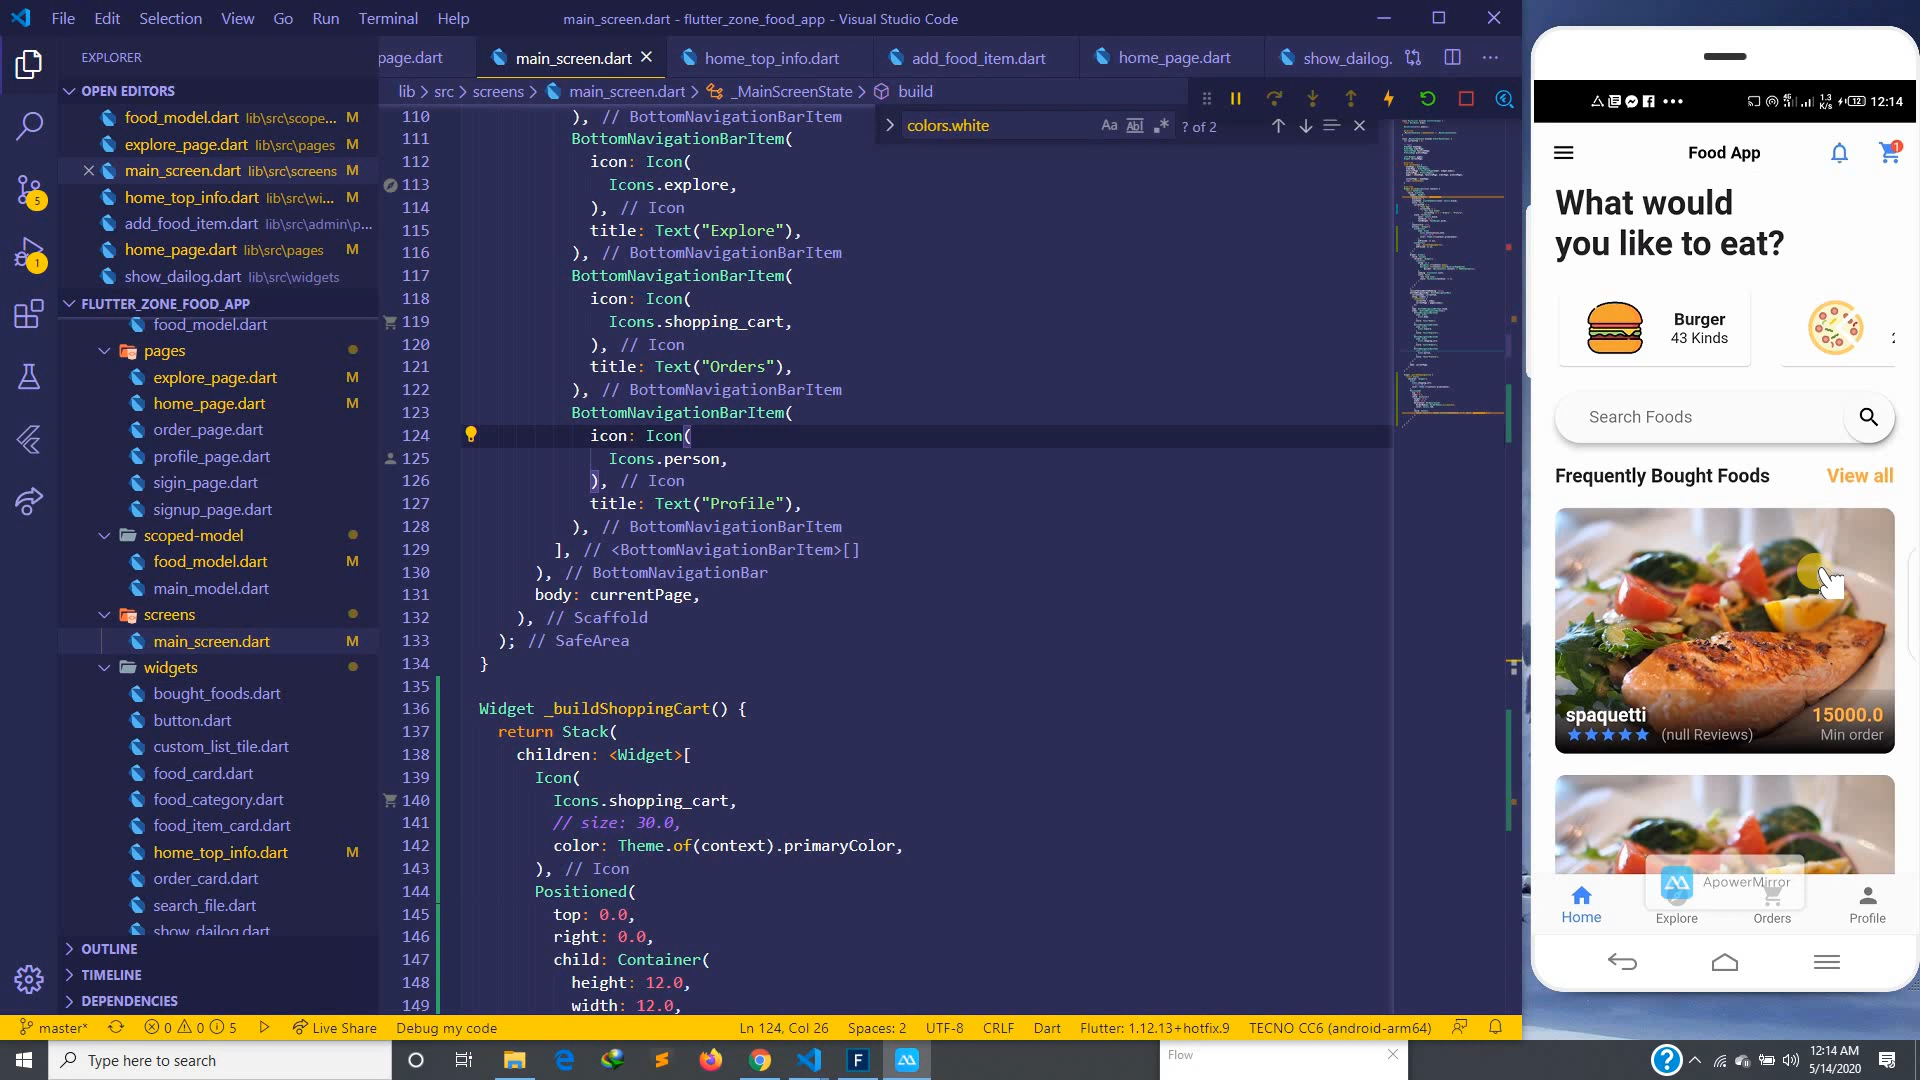 File Edit Selection View Go Run Terminal Help
main_screen.dart - flutter_zone_food_app - Visual Studio Code
EXPLORER
OPEN EDITORS
food_model.dart lib\src\scope... M
explore_page.dart lib\src\pages M
main_screen.dart lib\src\screens M
home_top_info.dart lib\src\wi... M
add_food_item.dart lib\src\admin\p...
home_page.dart lib\src\pages M
show_dailog.dart lib\src\widgets
FLUTTER_ZONE_FOOD_APP
food_model.dart
pages
explore_page.dart M
home_page.dart M
order_page.dart
profile_page.dart
sigin_page.dart
signup_page.dart
scoped-model
food_model.dart M
main_model.dart
screens
main_screen.dart M
widgets
bought_foods.dart
button.dart
custom_list_tile.dart
food_card.dart
food_category.dart
food_item_card.dart
home_top_info.dart M
order_card.dart
search_file.dart
show_dailog.dart
OUTLINE
TIMELINE
DEPENDENCIES
5
1
page.dart
main_screen.dart
home_top_info.dart
add_food_item.dart
home_page.dart
show_dailog.
lib > src > screens > main_screen.dart > _MainScreenState > build
colors.white
Aa Abl
? of 2
110 ), // BottomNavigationBarItem
111 BottomNavigationBarItem(
112 icon: Icon(
113 Icons.explore,
114 ), // Icon
115 title: Text("Explore"),
116 ), // BottomNavigationBarItem
117 BottomNavigationBarItem(
118 icon: Icon(
119 Icons.shopping_cart,
120 ), // Icon
121 title: Text("Orders"),
122 ), // BottomNavigationBarItem
123 BottomNavigationBarItem(
124 icon: Icon(
125 Icons.person,
126 ), // Icon
127 title: Text("Profile"),
128 ), // BottomNavigationBarItem
129 ], // <BottomNavigationBarItem>[]
130 ), // BottomNavigationBar
131 body: currentPage,
132 ), // Scaffold
133 ); // SafeArea
134 }
135
136 Widget _buildShoppingCart() {
137 return Stack(
138 children: <Widget>[
139 Icon(
140 Icons.shopping_cart,
141 // size: 30.0,
142 color: Theme.of(context).primaryColor,
143 ), // Icon
144 Positioned(
145 top: 0.0,
146 right: 0.0,
147 child: Container(
148 height: 12.0,
149 width: 12.0,
12:14
Food App
1
What would
you like to eat?
Burger
43 Kinds
Search Foods
Frequently Bought Foods View all
spaquetti 15000.0
(null Reviews) Min order
ApowerMirror
Home Explore Orders Profile
master* 0 0 5 Live Share Debug my code
Ln 124, Col 26 Spaces: 2 UTF-8 CRLF Dart Flutter: 1.12.13+hotfix.9 TECNO CC6 (android-arm64)
Type here to search
Flow
12:14 AM
5/14/2020